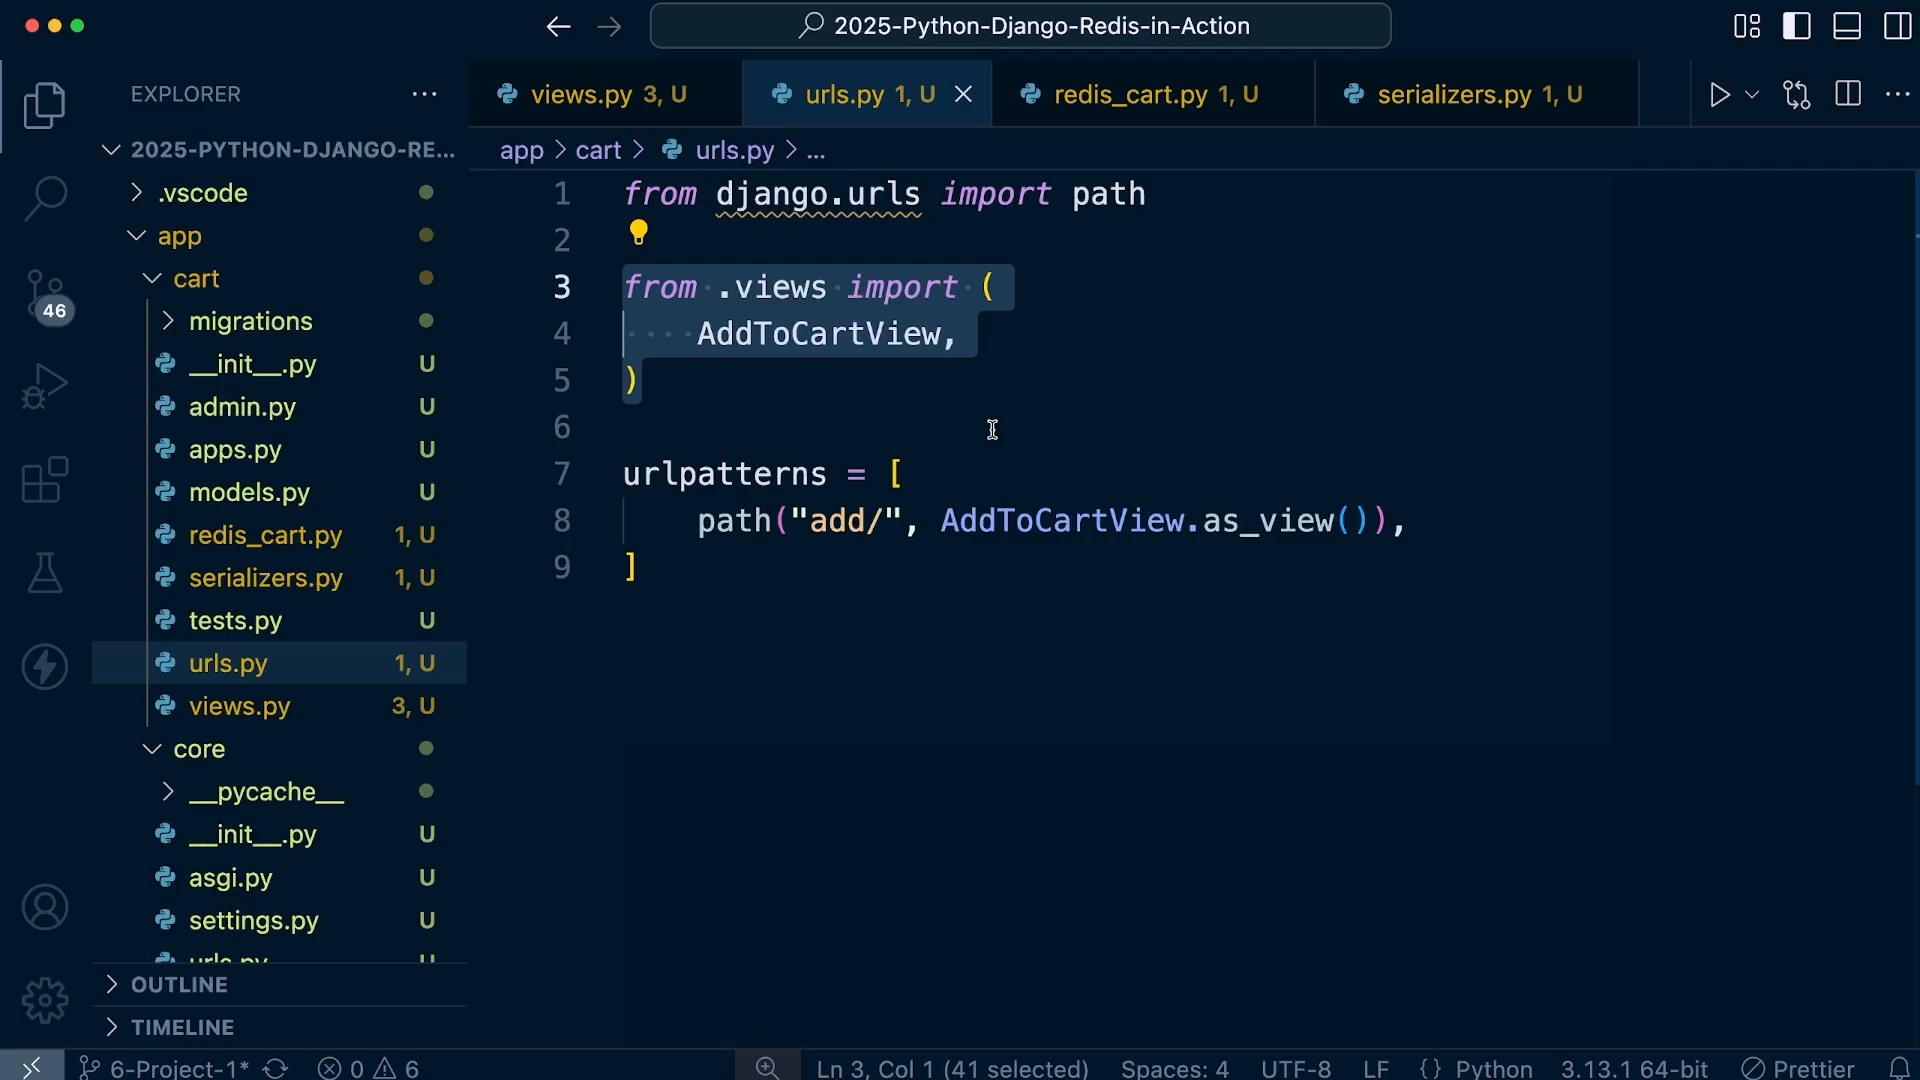 2025-Python-Django-Redis-in-Action
EXPLORER
views.py 3, U
urls.py 1, U
redis_cart.py 1, U
serializers.py 1, U
2025-PYTHON-DJANGO-RE...
app > cart > urls.py > ...
.vscode
app
cart
migrations
__init__.py U
admin.py U
apps.py U
models.py U
redis_cart.py 1, U
serializers.py 1, U
tests.py U
urls.py 1, U
views.py 3, U
core
__pycache__
__init__.py U
asgi.py U
settings.py U
urls.py U
OUTLINE
TIMELINE
46
1 from django.urls import path
2
3 from .views import (
4 AddToCartView,
5 )
6
7 urlpatterns = [
8 path("add/", AddToCartView.as_view()),
9 ]
6-Project-1* 0 6 Ln 3, Col 1 (41 selected) Spaces: 4 UTF-8 LF {} Python 3.13.1 64-bit Prettier